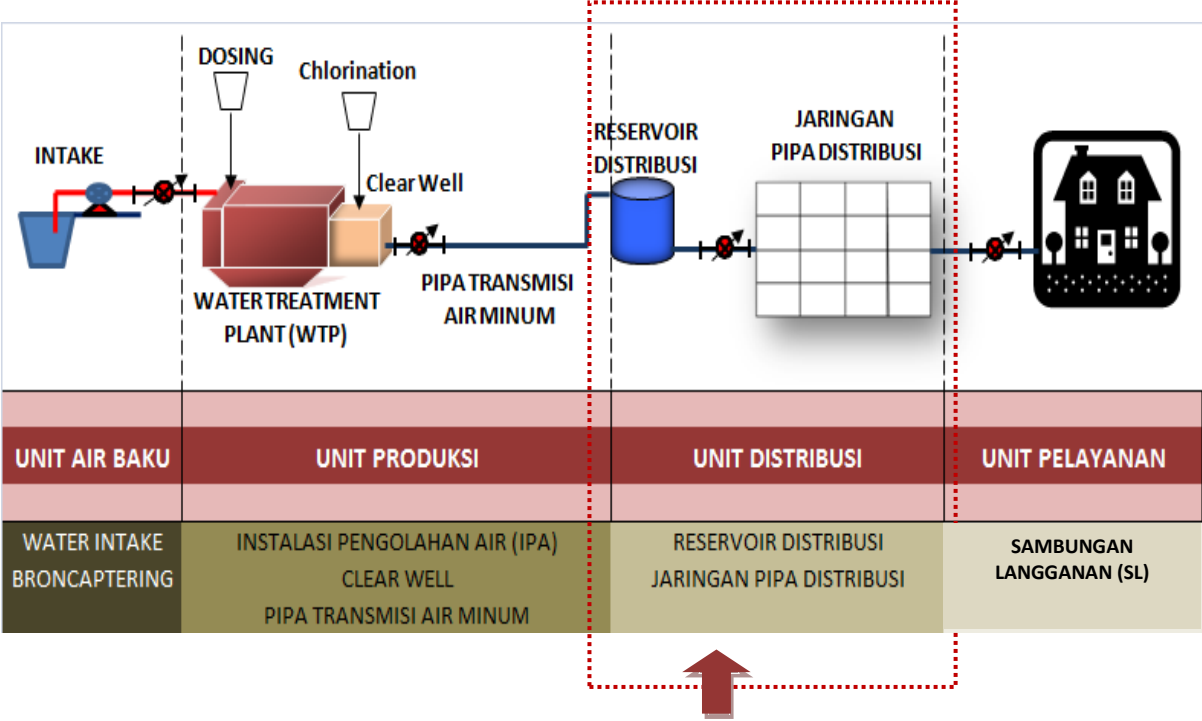 DOSING
Chlorination
INTAKE
Clear Well
WATER TREATMENT
PLANT (WTP)
PIPA TRANSMISI
AIR MINUM
RESERVOIR
DISTRIBUSI
JARINGAN
PIPA DISTRIBUSI
UNIT AIR BAKU
UNIT PRODUKSI
UNIT DISTRIBUSI
UNIT PELAYANAN
WATER INTAKE
BRONCAPTERING
INSTALASI PENGOLAHAN AIR (IPA)
CLEAR WELL
PIPA TRANSMISI AIR MINUM
RESERVOIR DISTRIBUSI
JARINGAN PIPA DISTRIBUSI
SAMBUNGAN
LANGGANAN (SL)